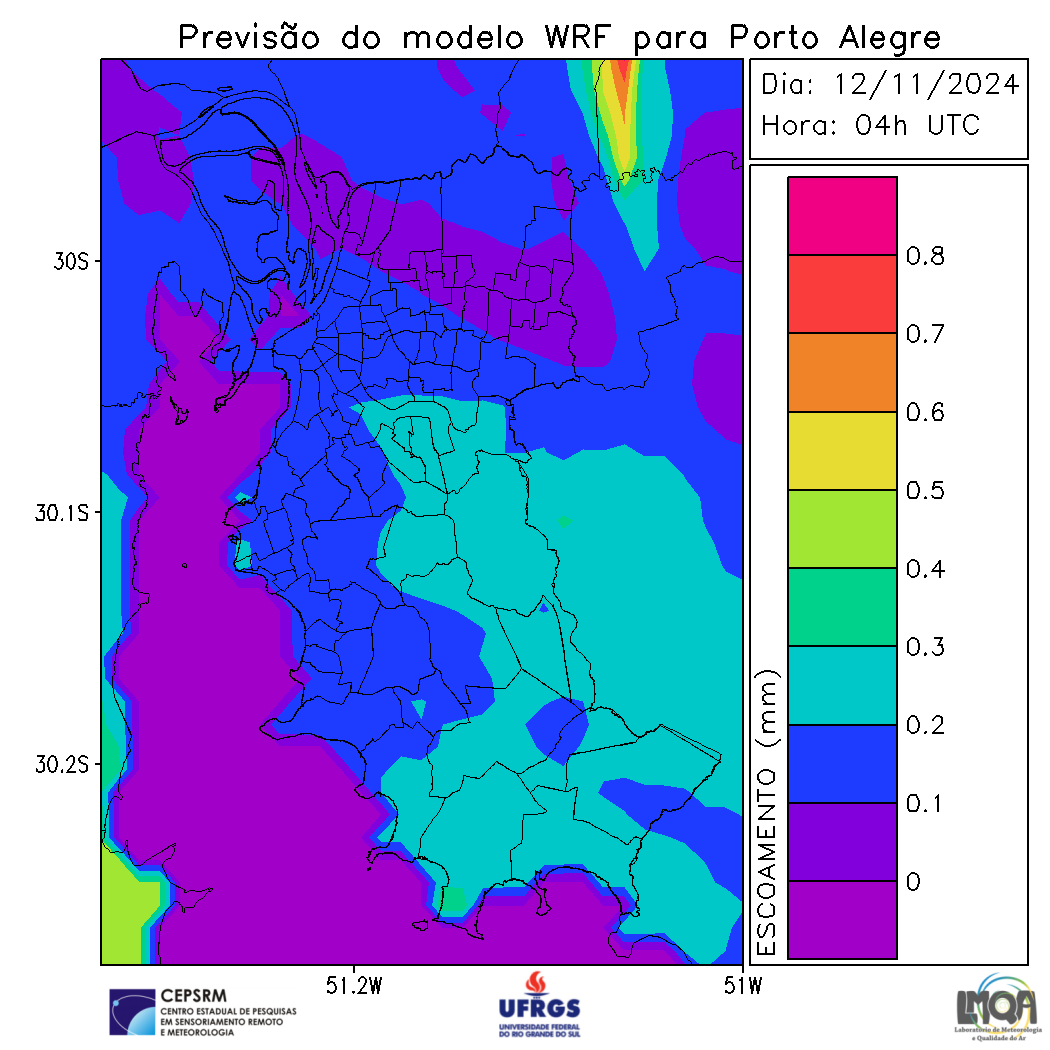 Previsão do modelo WRF para Porto Alegre
Dia: 12/11/2024
Hora: 04h UTC
30S
30.1S
30.2S
51.2W
51W
ESCOAMENTO (mm)
0.8
0.7
0.6
0.5
0.4
0.3
0.2
0.1
0
CEPSRM
CENTRO ESTADUAL DE PESQUISAS
EM SENSORIAMENTO REMOTO
E METEOROLOGIA
UFRGS
UNIVERSIDADE FEDERAL
DO RIO GRANDE DO SUL
LMQA
Laboratório de Meteorologia
e Qualidade do Ar